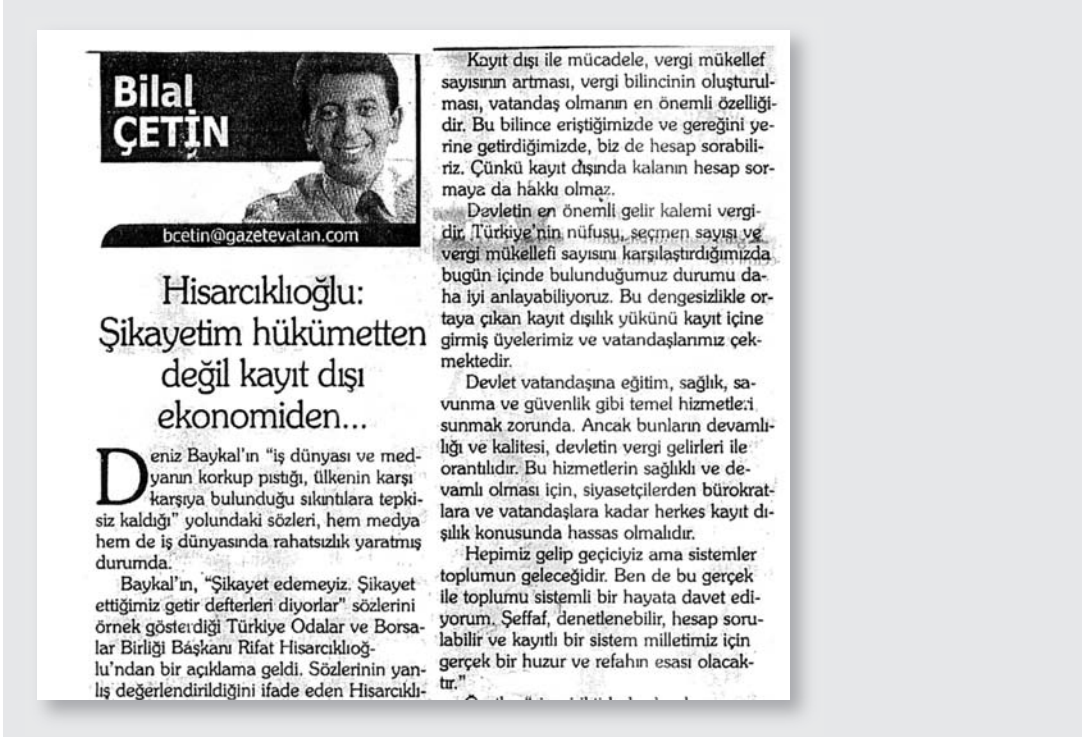 Bilal
ÇETİN
bcetin@gazetevatan.com
Hisarcıklıoğlu:
Şikayetim hükümetten
değil kayıt dışı
ekonomiden...
Deniz Baykal'ın “iş dünyası ve med-
yanın korkup pıstığı, ülkenin karşı
karşıya bulunduğu sıkıntılara tepki-
siz kaldığı” yolundaki sözleri, hem medya
hem de iş dünyasında rahatsızlık yaratmış
durumda.
Baykal'ın, “Şikayet edemeyiz. Şikayet
ettiğimiz getir defterleri diyorlar” sözlerini
örnek gösterdiği Türkiye Odalar ve Borsa-
lar Birliği Başkanı Rifat Hisarcıklıoğ-
lu'ndan bir açıklama geldi. Sözlerinin yan-
lış değerlendirildiğini ifade eden Hisarcıklı-
Kayıt dışı ile mücadele, vergi mükellef
sayısının artması, vergi bilincinin oluşturul-
ması, vatandaş olmanın en önemli özelliği-
dir. Bu bilince eriştiğimizde ve gereğini ye-
rine getirdiğimizde, biz de hesap sorabili-
riz. Çünkü kayıt dışında kalanın hesap sor-
maya da hakkı olmaz.
Devletin en önemli gelir kalemi vergi-
dir. Türkiye'nin nüfusu, seçmen sayısı ve
vergi mükellefi sayısını karşılaştırdığımızda
bugün içinde bulunduğumuz durumu da-
ha iyi anlayabiliyoruz. Bu dengesizlikle or-
taya çıkan kayıt dışılık yükünü kayıt içine
girmiş üyelerimiz ve vatandaşlarımız çek-
mektedir.
Devlet vatandaşına eğitim, sağlık, sa-
vunma ve güvenlik gibi temel hizmetleri
sunmak zorunda. Ancak bunların devamlı-
lığı ve kalitesi, devletin vergi gelirleri ile
orantılıdır. Bu hizmetlerin sağlıklı ve de-
vamlı olması için, siyasetçilerden bürokrat-
lara ve vatandaşlara kadar herkes kayıt dı-
şılık konusunda hassas olmalıdır.
Hepimiz gelip geçiciyiz ama sistemler
toplumun geleceğidir. Ben de bu gerçek
ile toplumu sistemli bir hayata davet edi-
yorum. Şeffaf, denetlenebilir, hesap soru-
labilir ve kayıtlı bir sistem milletimiz için
gerçek bir huzur ve refahın esası olacak-
tır.”